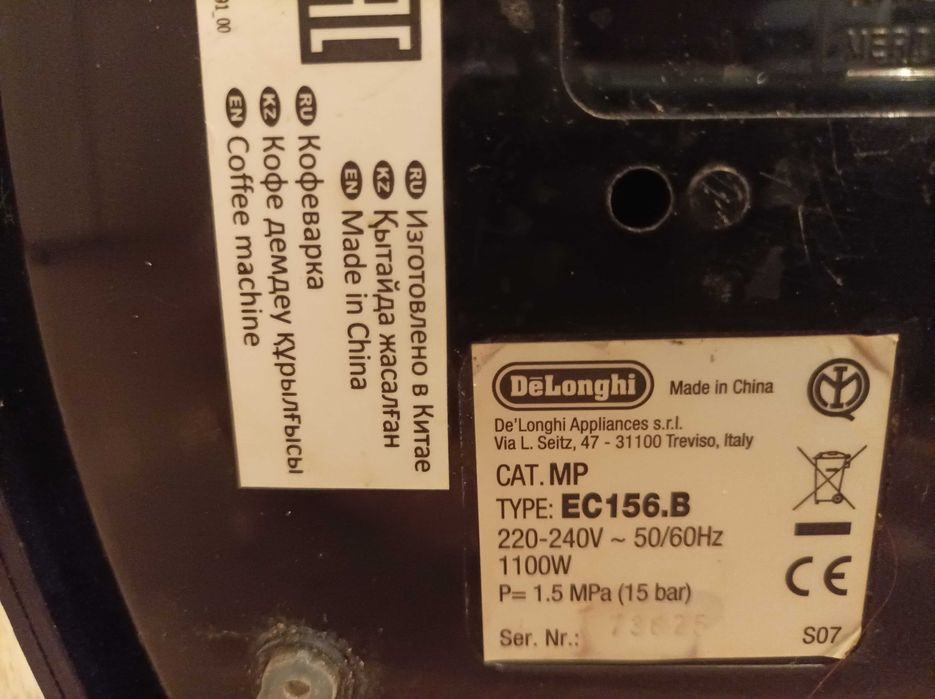 91_00
RU Изготовлено в Китае
KZ Қытайда жасалған
EN Made in China
RU Кофеварка
KZ Кофе демдеу құрылғысы
EN Coffee machine
DeLonghi
Made in China
De'Longhi Appliances s.r.l.
Via L. Seitz, 47 - 31100 Treviso, Italy
CAT. MP
TYPE: EC156.B
220-240V ~ 50/60Hz
1100W
P= 1.5 MPa (15 bar)
Ser. Nr.:
S07
CE